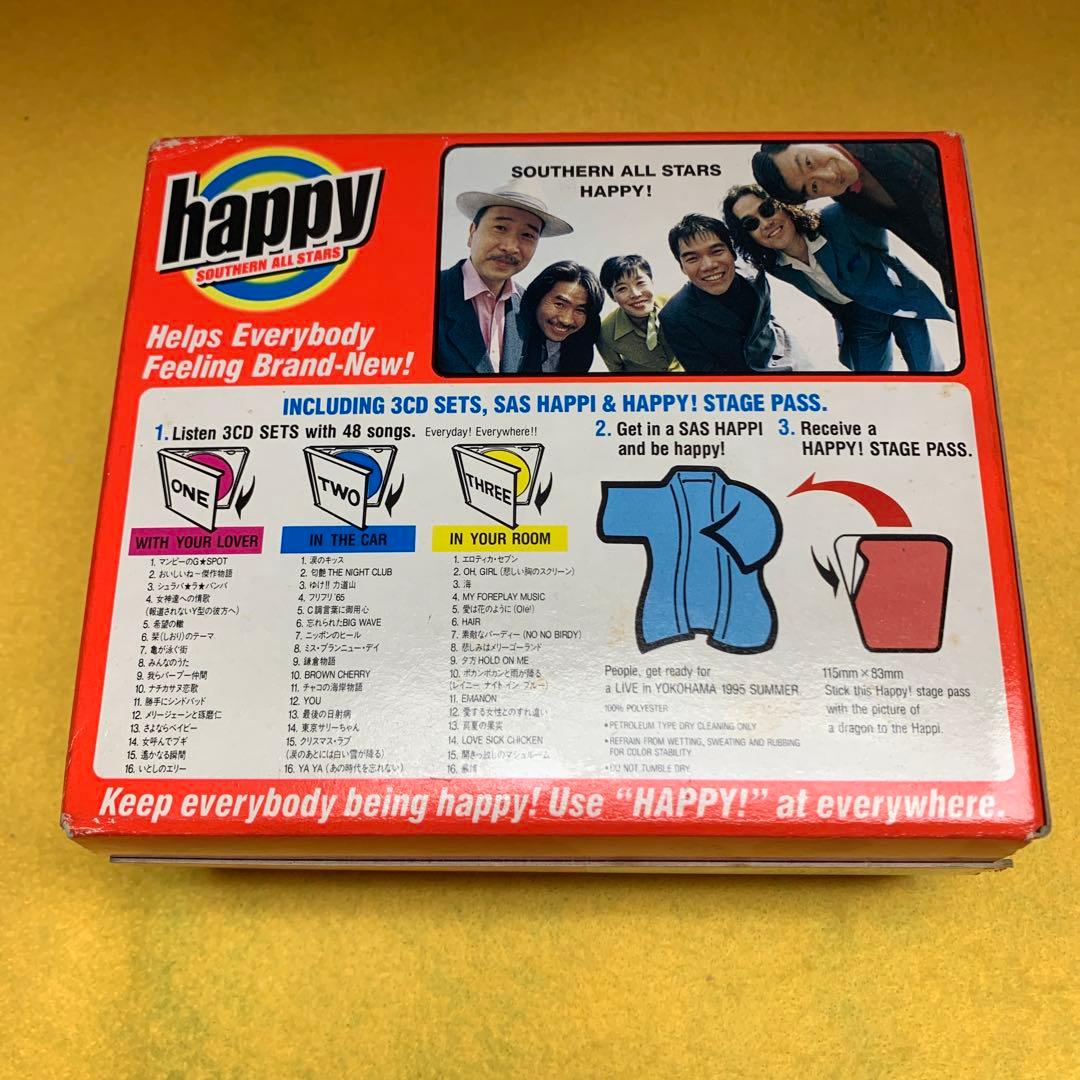 happy
SOUTHERN ALL STARS
SOUTHERN ALL STARS
HAPPY!
Helps Everybody
Feeling Brand-New!
INCLUDING 3CD SETS, SAS HAPPI & HAPPY! STAGE PASS.
1. Listen 3CD SETS with 48 songs. Everyday! Everywhere!!
ONE
WITH YOUR LOVER
1. マンピーのG★SPOT
2. おいしいね～傑作物語
3. シュラバ★ラ★バンバ
4. 女神達への情歌
(報道されないY型の彼方へ)
5. 希望の轍
6. 栞(しおり)のテーマ
7. 亀が泳ぐ街
8. みんなのうた
9. 我らパープー仲間
10. ナチカサヌ恋歌
11. 勝手にシンドバッド
12. メリージェーンと琢磨仁
13. さよならベイビー
14. 女呼んでブギ
15. 遙かなる瞬間
16. いとしのエリー
TWO
IN THE CAR
1. 涙のキッス
2. 匂艶THE NIGHT CLUB
3. ゆけ!! 力道山
4. フリフリ'65
5. C調言葉に御用心
6. 忘れられたBIG WAVE
7. ニッポンのヒール
8. ミス・ブランニュー・デイ
9. 鎌倉物語
10. BROWN CHERRY
11. チャコの海岸物語
12. YOU
13. 最後の日射病
14. 東京サリーちゃん
15. クリスマス・ラブ
(涙のあとには白い雪が降る)
16. YA YA (あの時代を忘れない)
THREE
IN YOUR ROOM
1. エロティカ・セブン
2. OH, GIRL (悲しい胸のスクリーン)
3. 海
4. MY FOREPLAY MUSIC
5. 愛は花のように (Olé!)
6. HAIR
7. 素敵なバーディー (NO NO BIRDY)
8. 悲しみはメリーゴーランド
9. 夕方HOLD ON ME
10. ポカンポカンと雨が降る
(レイニー ナイト イン ブルー)
11. EMANON
12. 愛する女性とのすれ違い
13. 真夏の果実
14. LOVE SICK CHICKEN
15. 開きっ放しのマシュルーム
16. 慕情
2. Get in a SAS HAPPI
and be happy!
People, get ready for
a LIVE in YOKOHAMA 1995 SUMMER.
100% POLYESTER
• PETROLEUM TYPE DRY CLEANING ONLY
• REFRAIN FROM WETTING, SWEATING AND RUBBING
FOR COLOR STABILITY.
• DO NOT TUMBLE DRY.
3. Receive a
HAPPY! STAGE PASS.
115mm×83mm
Stick this Happy! stage pass
with the picture of
a dragon to the Happi.
Keep everybody being happy! Use "HAPPY!" at everywhere.